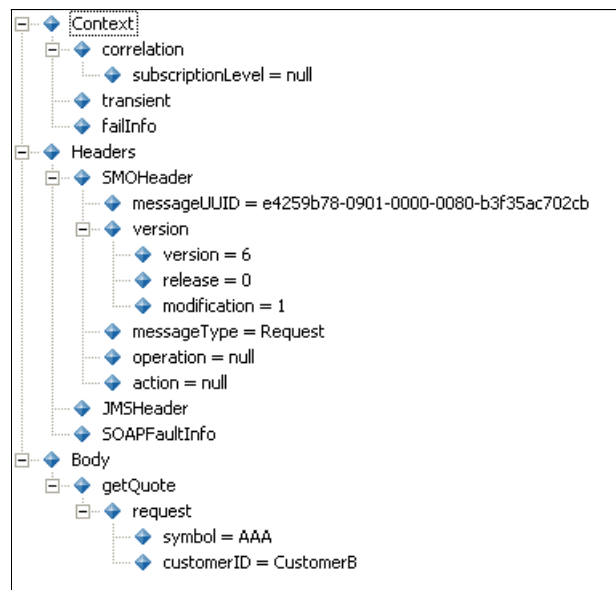 Context
correlation
subscriptionLevel = null
transient
failInfo
Headers
SMOHeader
messageUUID = e4259b78-0901-0000-0080-b3f35ac702cb
version
version = 6
release = 0
modification = 1
messageType = Request
operation = null
action = null
JMSHeader
SOAPFaultInfo
Body
getQuote
request
symbol = AAA
customerID = CustomerB